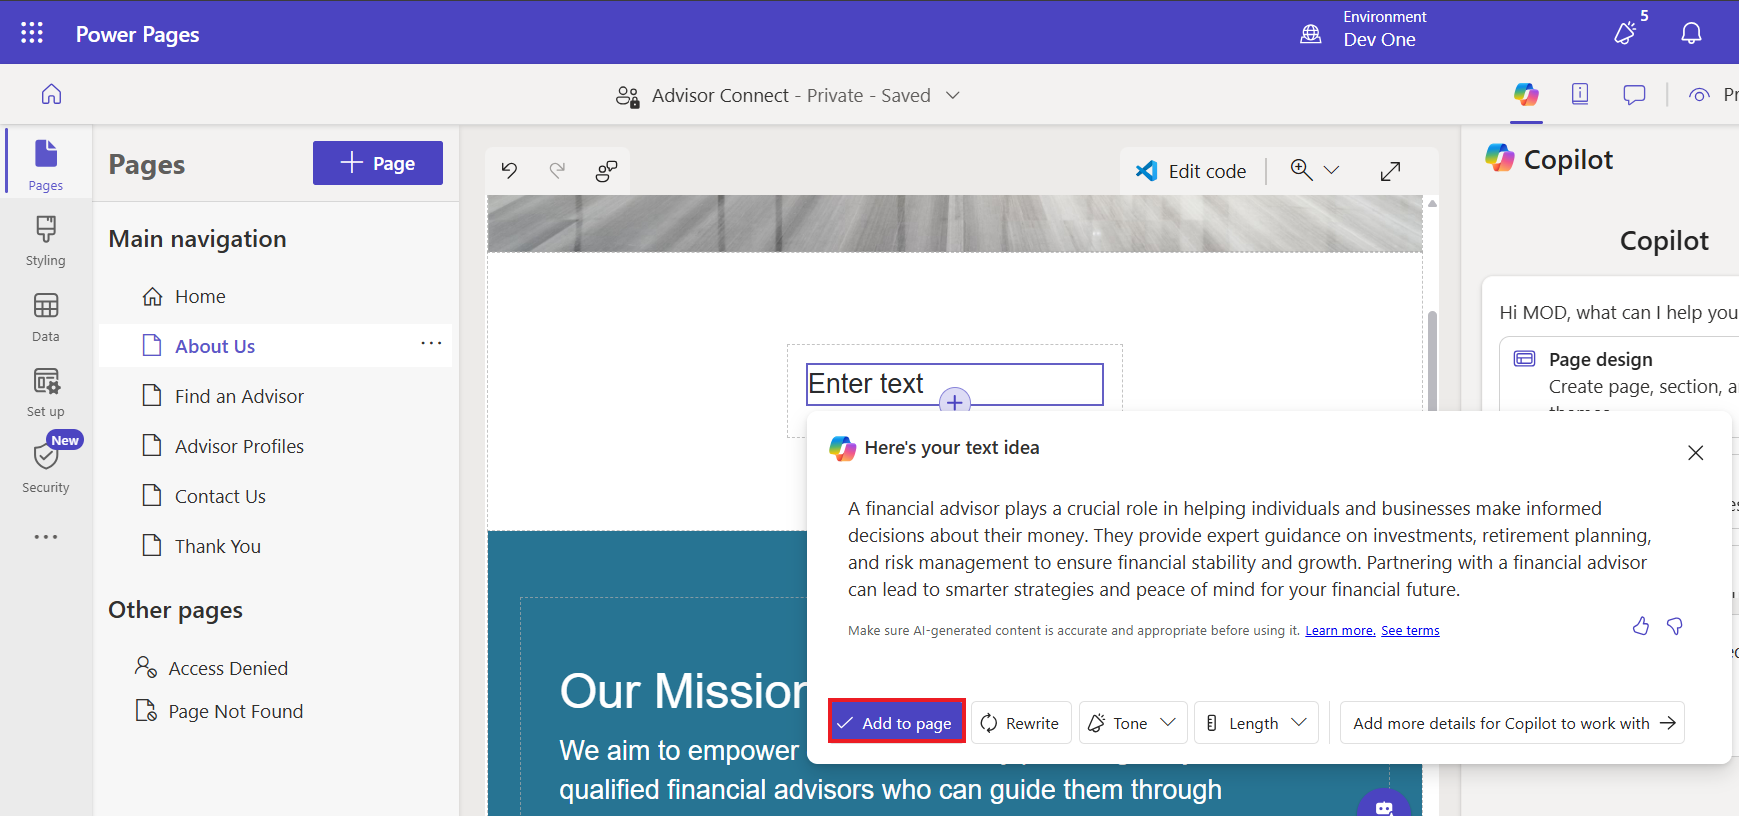 Power Pages
Environment
Dev One
5
Advisor Connect - Private - Saved
Pages
Styling
Data
Set up
New
Security
Pages
Page
Main navigation
Home
About Us
Find an Advisor
Advisor Profiles
Contact Us
Thank You
Other pages
Access Denied
Page Not Found
Edit code
Enter text
Here's your text idea
A financial advisor plays a crucial role in helping individuals and businesses make informed
decisions about their money. They provide expert guidance on investments, retirement planning,
and risk management to ensure financial stability and growth. Partnering with a financial advisor
can lead to smarter strategies and peace of mind for your financial future.
Make sure AI-generated content is accurate and appropriate before using it. Learn more. See terms
Add to page
Rewrite
Tone
Length
Add more details for Copilot to work with
Our Mission
We aim to empower
qualified financial advisors who can guide them through
Copilot
Copilot
Hi MOD, what can I help you
Page design
Create page, section,